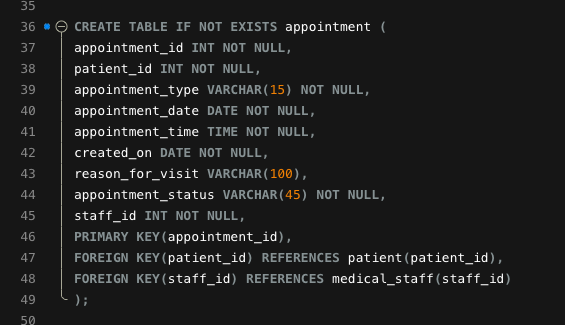 35
36 CREATE TABLE IF NOT EXISTS appointment (
37 appointment_id INT NOT NULL,
38 patient_id INT NOT NULL,
39 appointment_type VARCHAR(15) NOT NULL,
40 appointment_date DATE NOT NULL,
41 appointment_time TIME NOT NULL,
42 created_on DATE NOT NULL,
43 reason_for_visit VARCHAR(100),
44 appointment_status VARCHAR(45) NOT NULL,
45 staff_id INT NOT NULL,
46 PRIMARY KEY(appointment_id),
47 FOREIGN KEY(patient_id) REFERENCES patient(patient_id),
48 FOREIGN KEY(staff_id) REFERENCES medical_staff(staff_id)
49 );
50